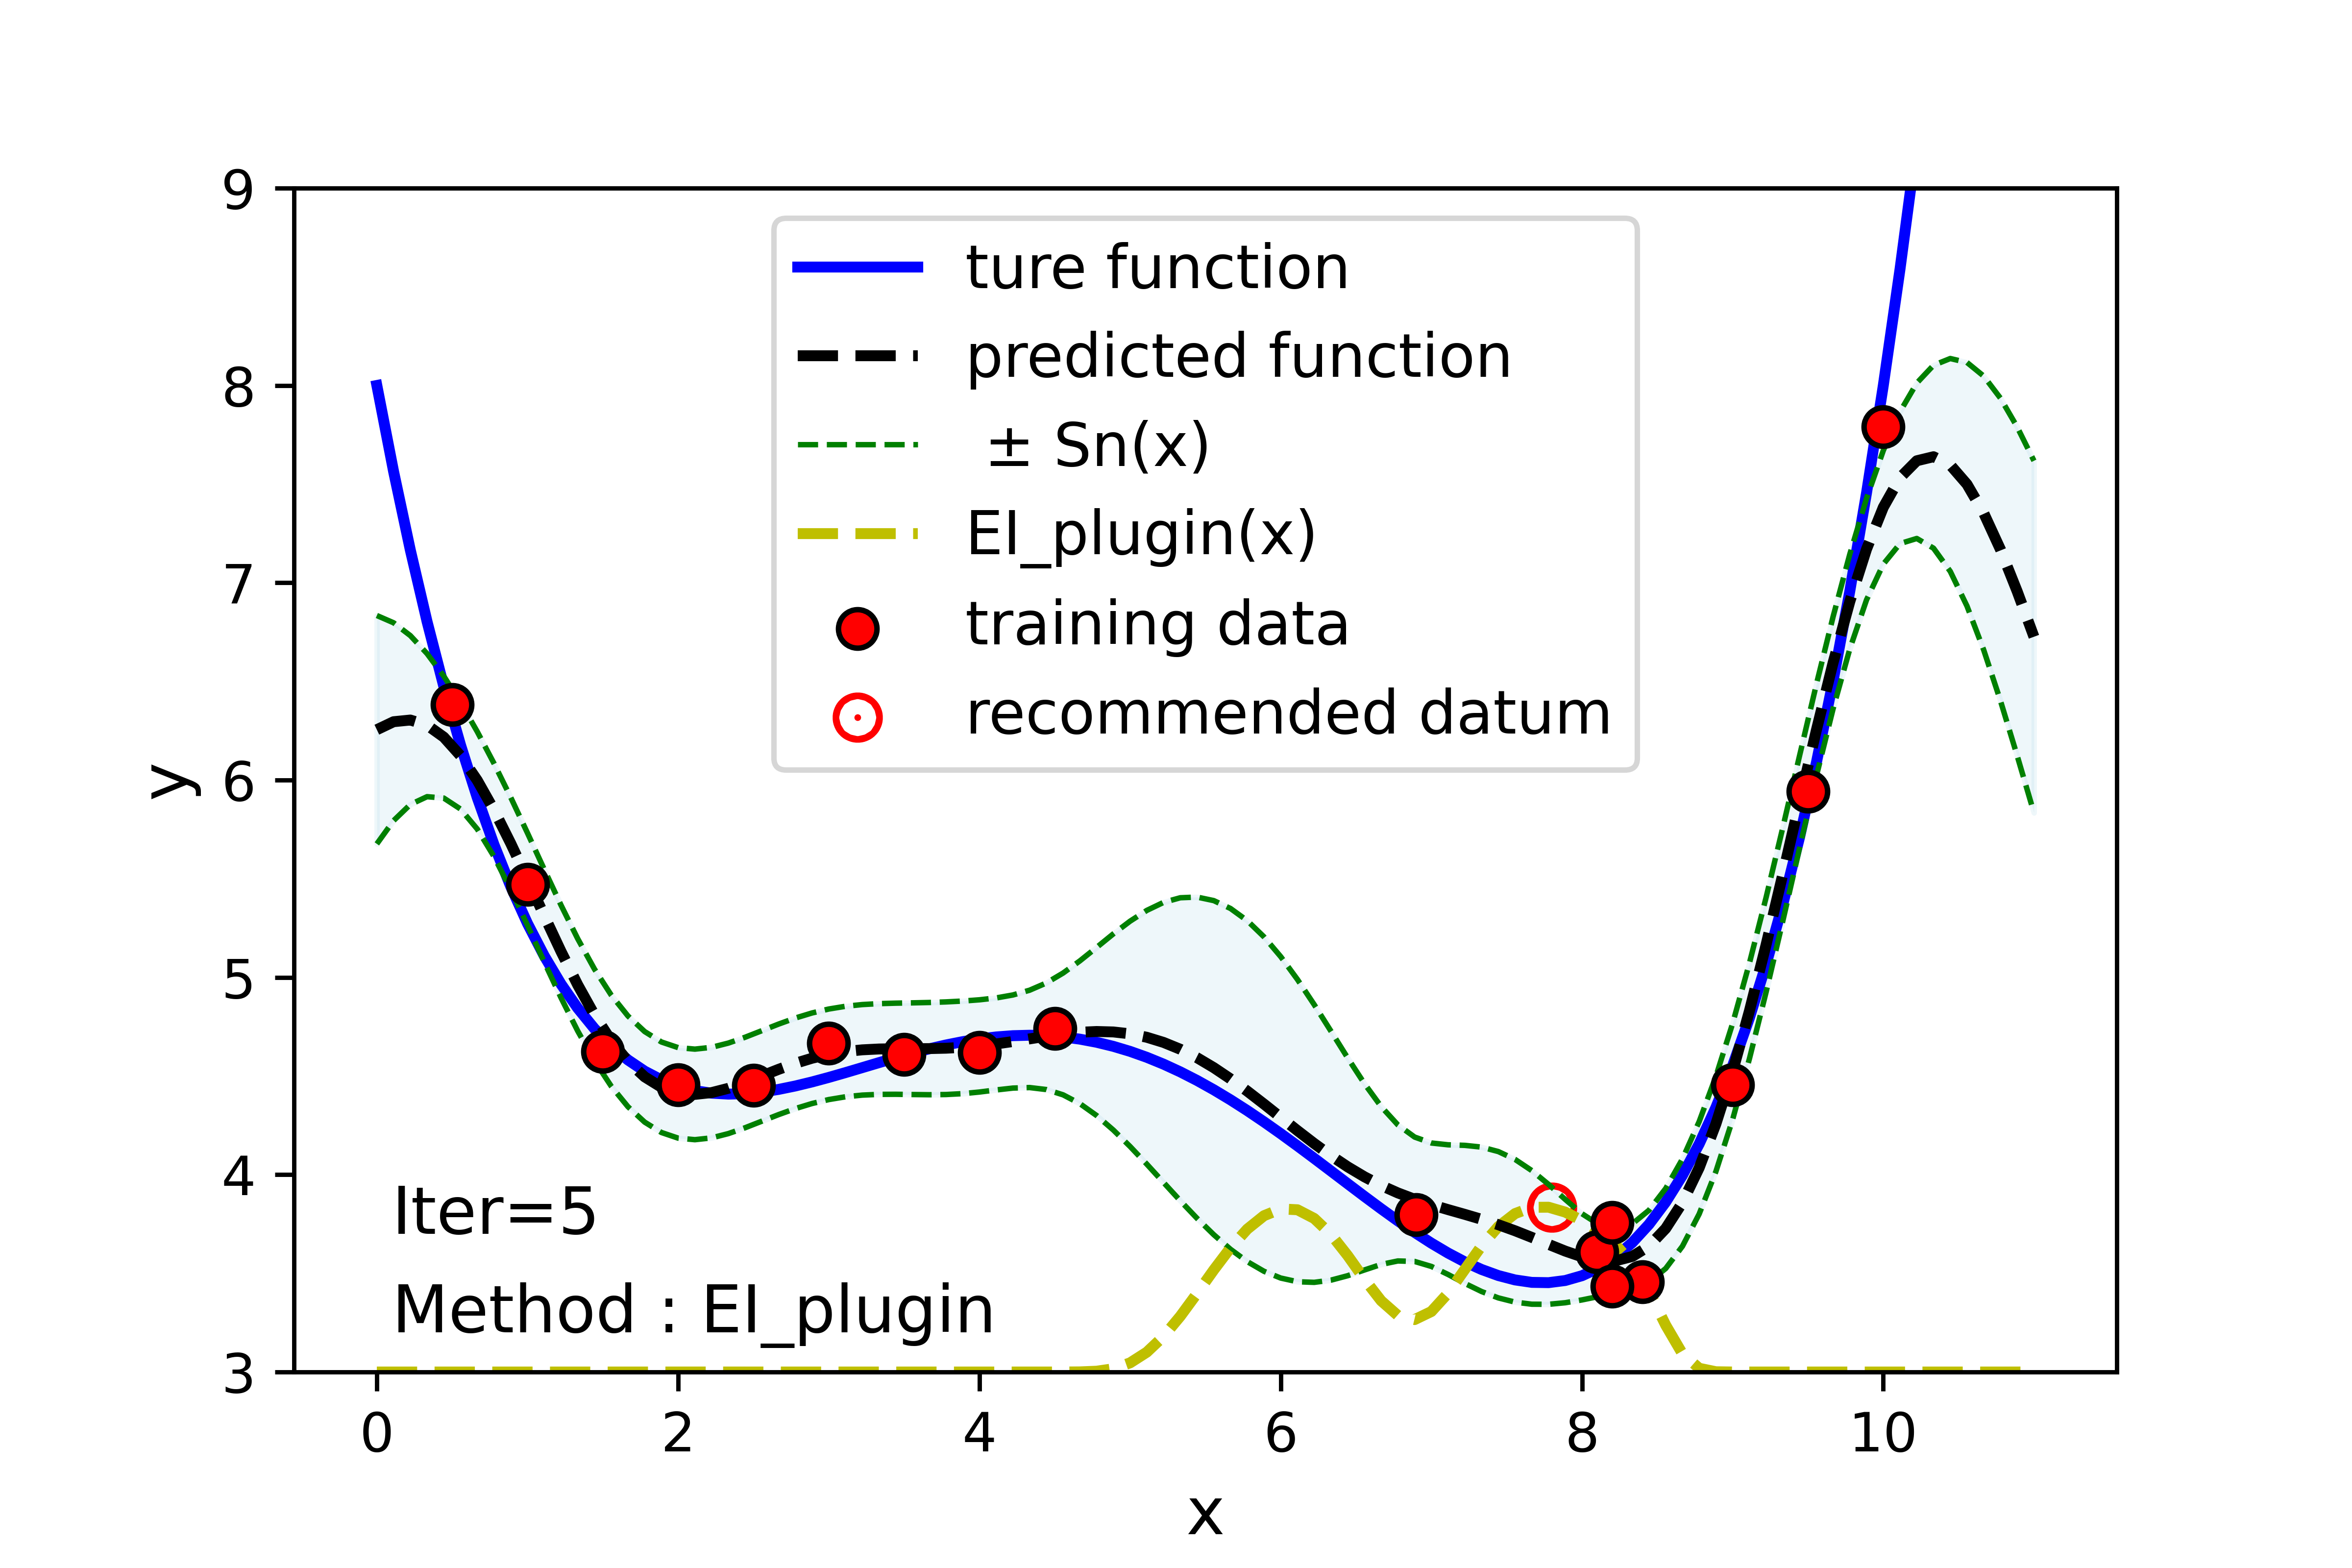 9
8
7
6
5
4
3
y
ture function
predicted function
± Sn(x)
EI_plugin(x)
training data
recommended datum
Iter=5
Method : EI_plugin
0 2 4 6 8 10
x